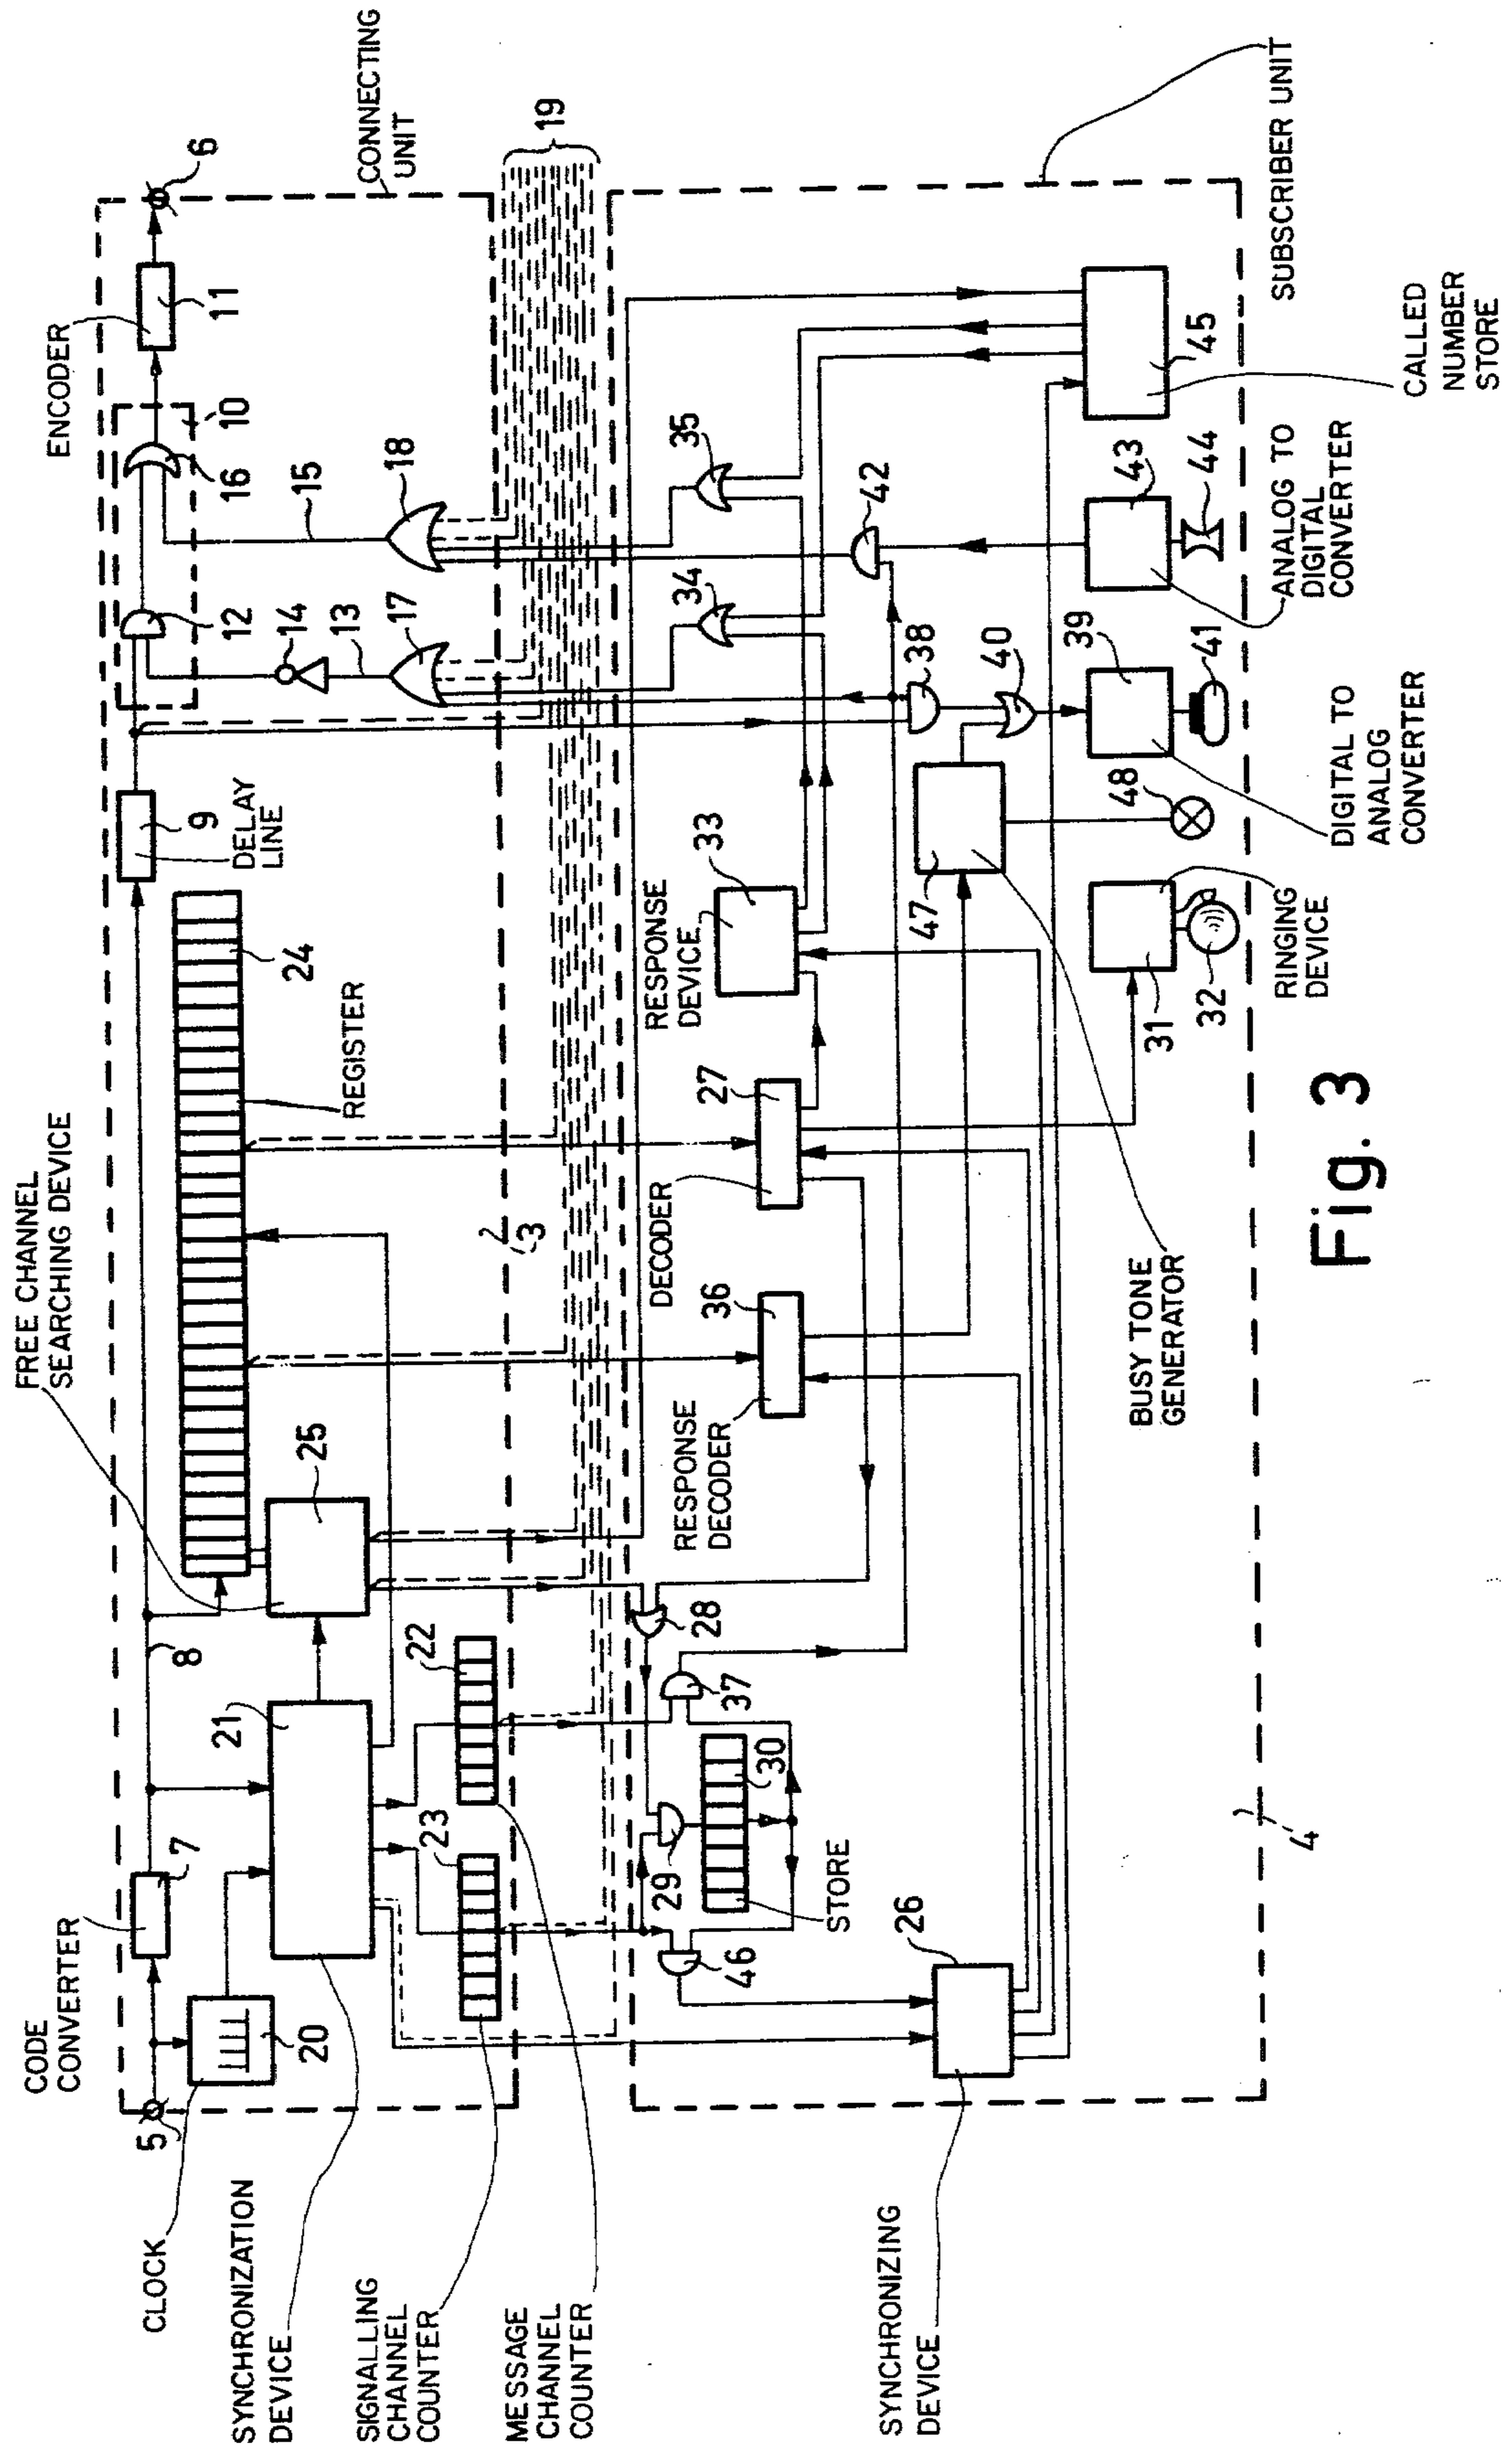 CODE
CONVERTER
FREE CHANNEL
SEARCHING DEVICE
ENCODER
CONNECTING
UNIT
5
7
8
9
DELAY
LINE
12
10
16
11
6
20
21
25
24
REGISTER
14
13
15
17
18
19
CLOCK
SYNCHRONIZATION
DEVICE
SIGNALLING
CHANNEL
COUNTER
MESSAGE
CHANNEL
COUNTER
23
22
3
28
29
37
30
STORE
46
RESPONSE
DECODER
36
DECODER
27
RESPONSE
DEVICE
33
34
35
42
38
40
47
26
SYNCHRONIZING
DEVICE
BUSY TONE
GENERATOR
31
32
RINGING
DEVICE
48
39
41
DIGITAL TO
ANALOG
CONVERTER
43
44
ANALOG TO
DIGITAL
CONVERTER
45
CALLED
NUMBER
STORE
SUBSCRIBER UNIT
4
Fig. 3